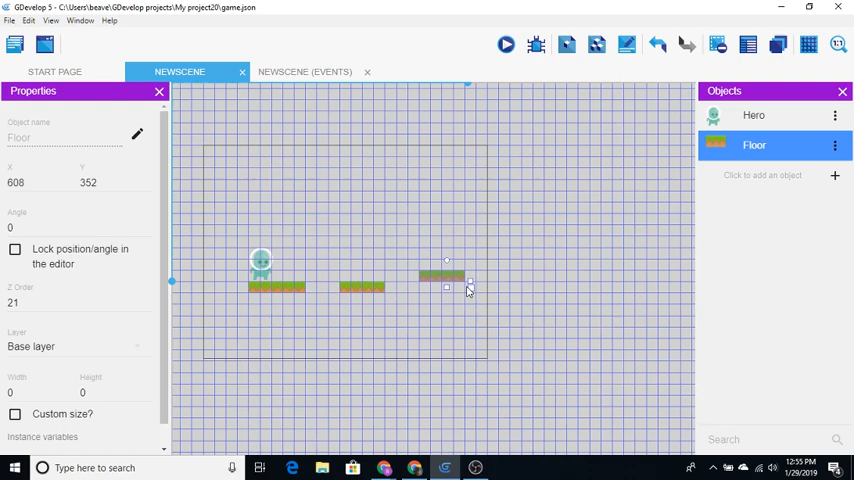 GDevelop 5 - C:\Users\beave\GDevelop projects\My project20\game.json
File Edit View Window Help
START PAGE
NEWSCENE
NEWSCENE (EVENTS)
Properties
Object name
Floor
X Y
608 352
Angle
0
Lock position/angle in
the editor
Z Order
21
Layer
Base layer
Width Height
0 0
Custom size?
Instance variables
Objects
Hero
Floor
Click to add an object
Search
1:1
Type here to search
12:55 PM
1/29/2019
4